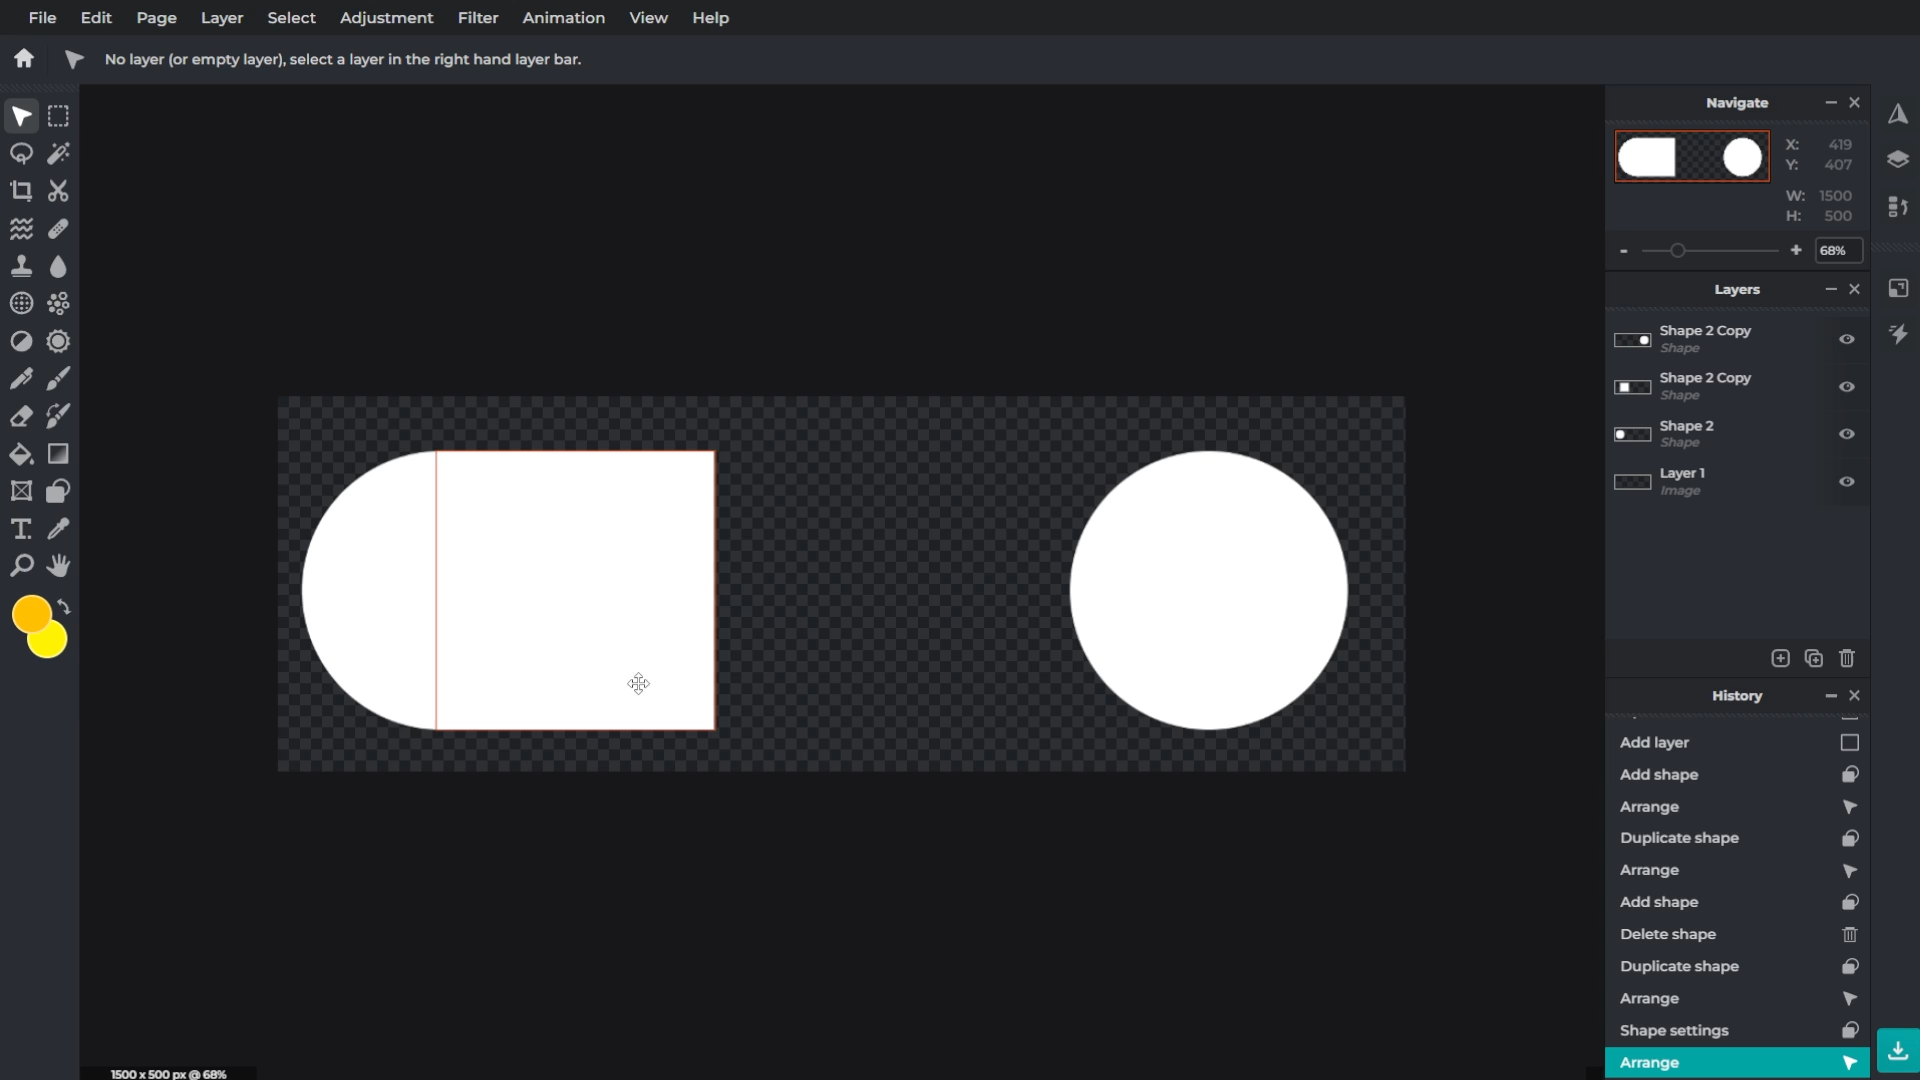 File Edit Page Layer Select Adjustment Filter Animation View Help
No layer (or empty layer), select a layer in the right hand layer bar.
Navigate
X: 419
Y: 407
W: 1500
H: 500
- + 68%
Layers
Shape 2 Copy
Shape
Shape 2 Copy
Shape
Shape 2
Shape
Layer 1
Image
History
Add layer
Add shape
Arrange
Duplicate shape
Arrange
Add shape
Delete shape
Duplicate shape
Arrange
Shape settings
Arrange
1500 x 500 px @ 68%